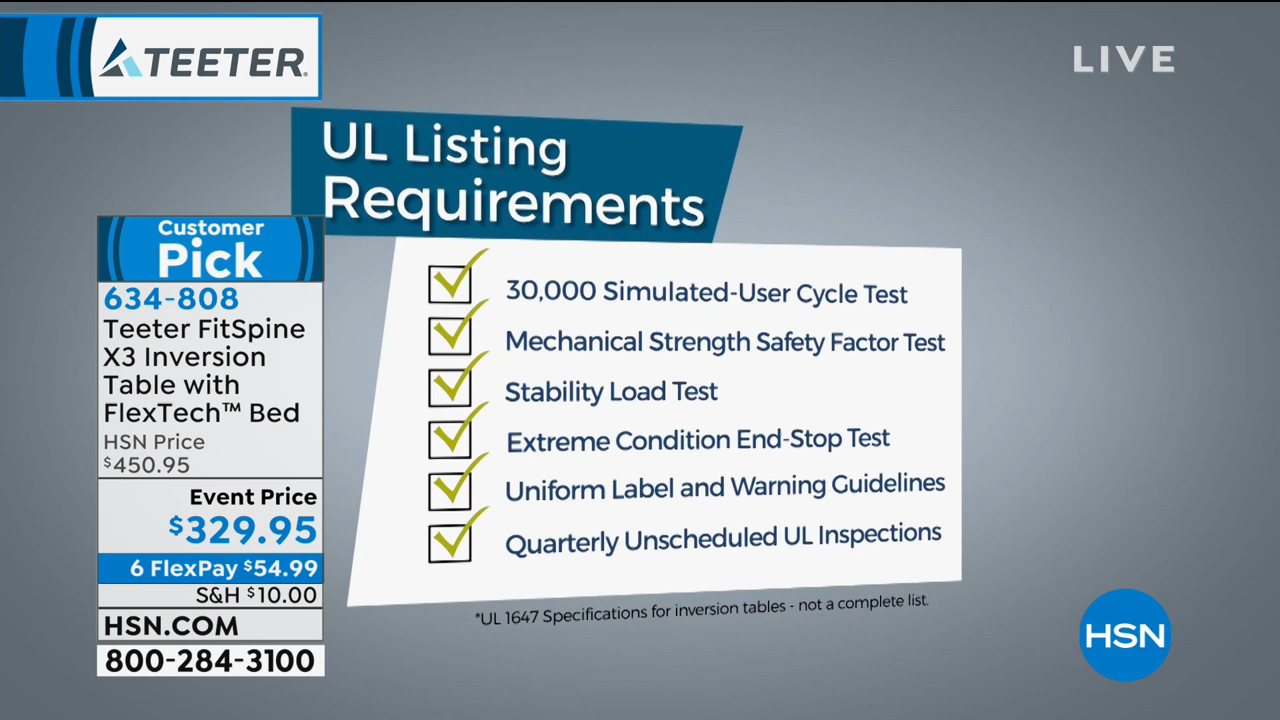 TEETER
LIVE
UL Listing
Requirements
Customer
Pick
634-808
Teeter FitSpine
X3 Inversion
Table with
FlexTech™ Bed
HSN Price
$450.95
Event Price
$329.95
6 FlexPay $54.99
S&H $10.00
HSN.COM
800-284-3100
30,000 Simulated-User Cycle Test
Mechanical Strength Safety Factor Test
Stability Load Test
Extreme Condition End-Stop Test
Uniform Label and Warning Guidelines
Quarterly Unscheduled UL Inspections
*UL 1647 Specifications for inversion tables - not a complete list.
HSN